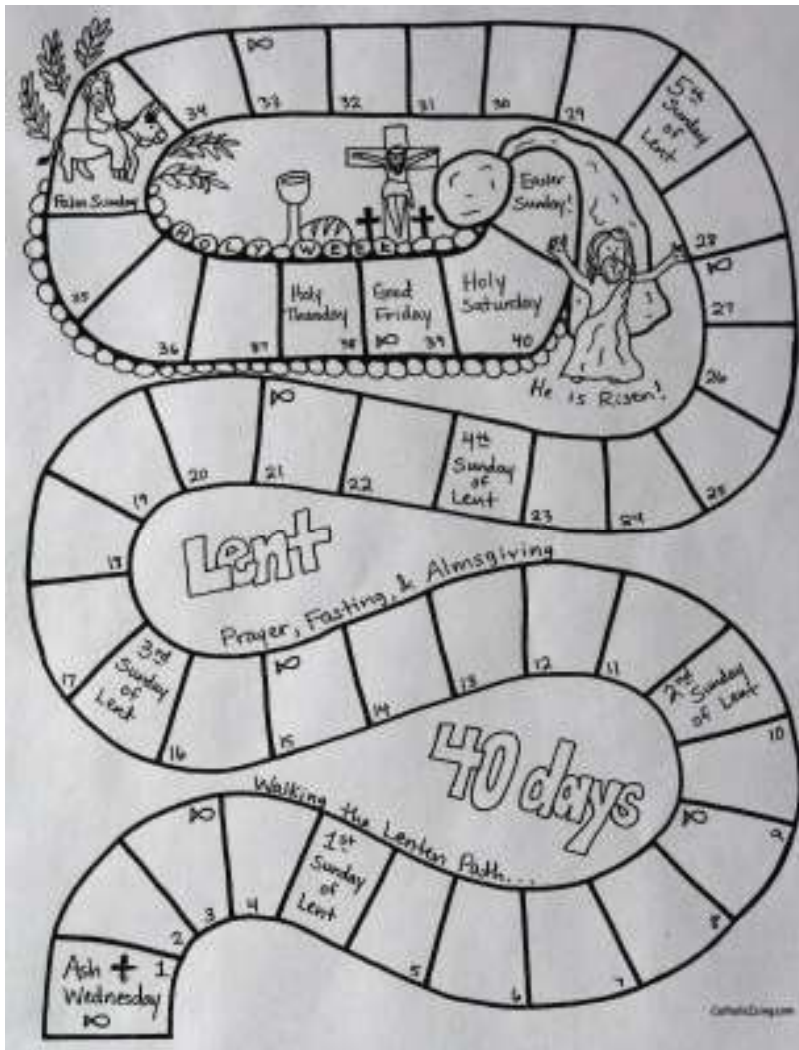 34
33
32
31
30
29
5th
Sunday
of
Lent
Palm Sunday
HOLY WEEK
Easter
Sunday!
28
27
26
25
35
36
37
Holy
Thursday
38
Good
Friday
39
Holy
Saturday
40
He is Risen!
19
20
21
22
4th
Sunday
of
Lent
23
24
18
Lent
Prayer, Fasting, & Almsgiving
17
3rd
Sunday
of
Lent
16
15
14
13
12
11
2nd Sunday
of Lent
10
40 days
Walking the Lenten Path...
9
8
7
6
5
1st
Sunday
of
Lent
4
3
2
Ash 1
Wednesday
CatholicIcing.com